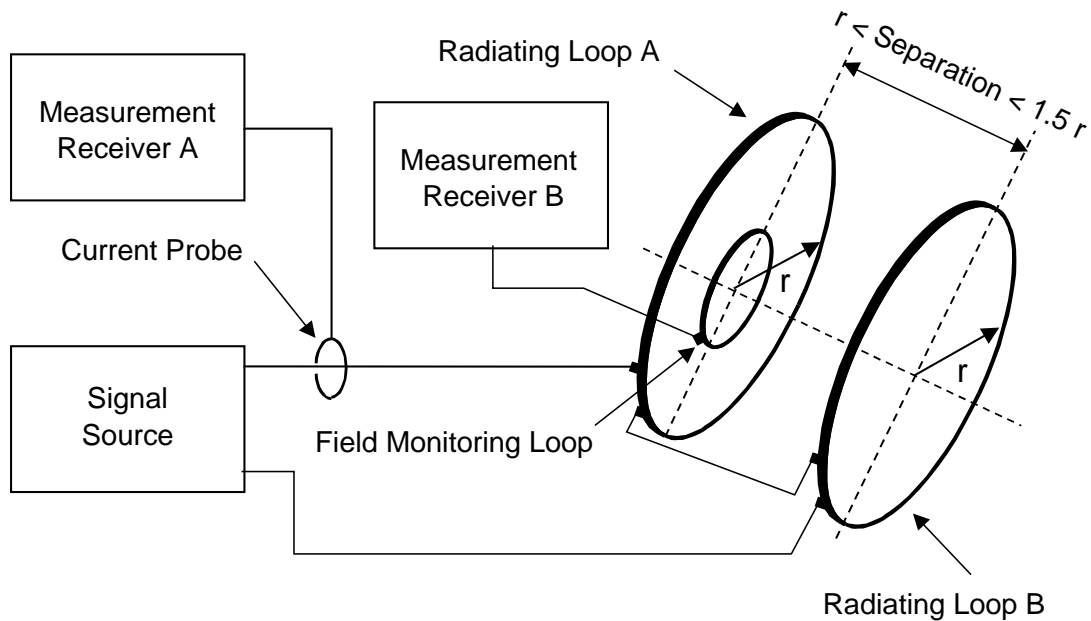 Radiating Loop A
r < Separation < 1.5 r
Measurement
Receiver A
Measurement
Receiver B
Current Probe
r
r
Signal
Source
Field Monitoring Loop
Radiating Loop B